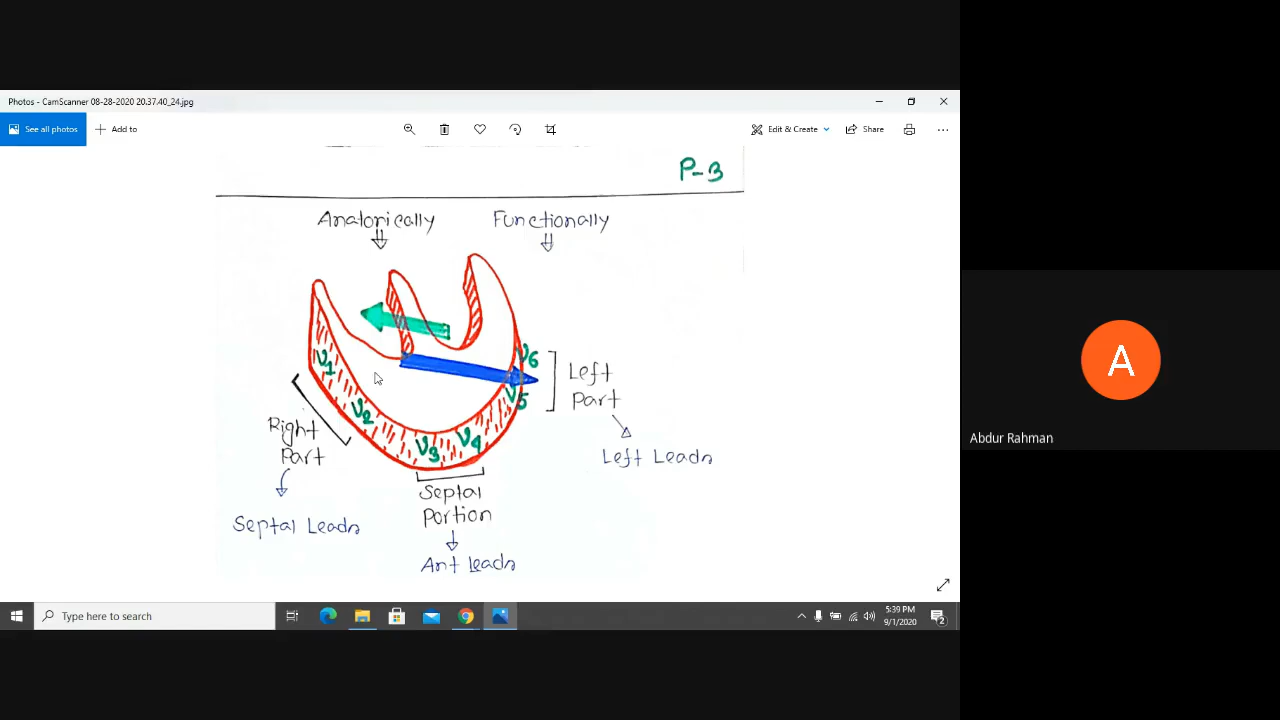 Photos - CamScanner 08-28-2020 20.37.40_24.jpg
See all photos
Add to
Edit & Create
Share
P-3
Anatomically
Functionally
V1
V2
V3
V4
V5
V6
Left
Part
Left Leads
Right
Part
Septal Leads
Septal
Portion
Ant Leads
Abdur Rahman
A
Type here to search
5:39 PM
9/1/2020
2